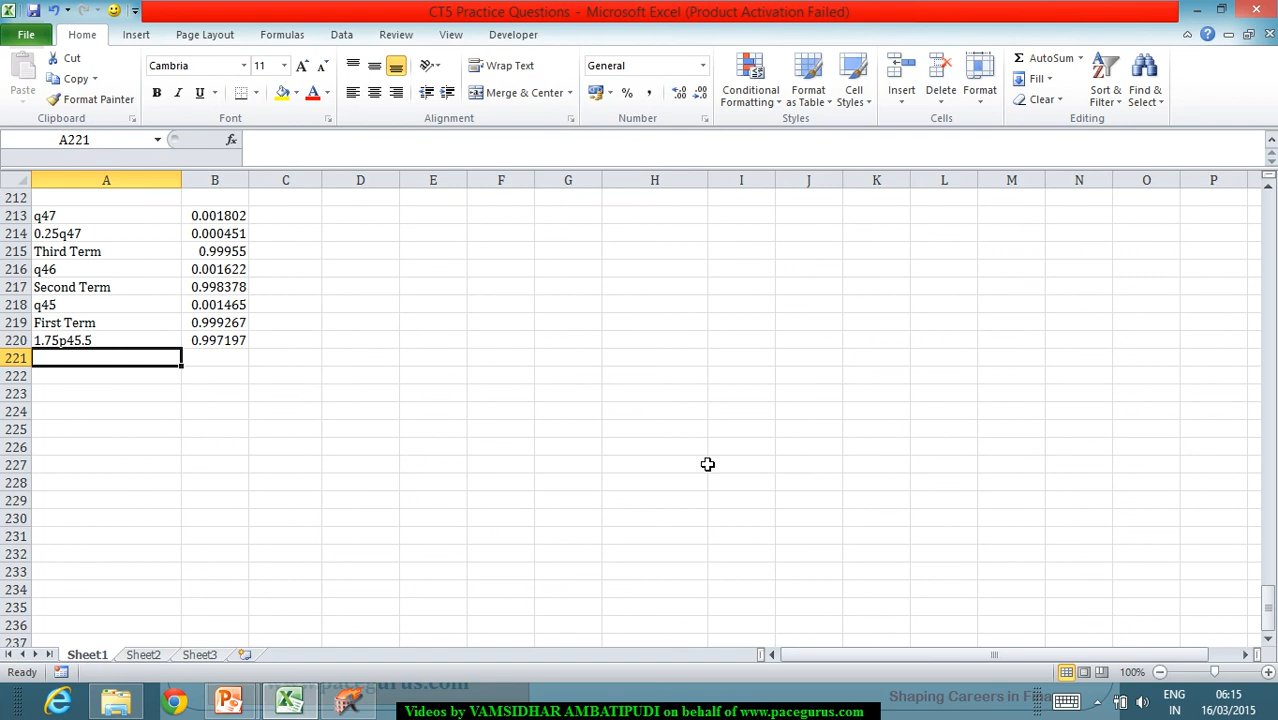 CT5 Practice Questions - Microsoft Excel (Product Activation Failed)
File Home Insert Page Layout Formulas Data Review View Developer
Paste Cut Copy Format Painter Clipboard
Cambria 11 A A B I U A Font
Wrap Text Merge & Center Alignment
General % , Number
Conditional Formatting Format as Table Cell Styles Styles
Insert Delete Format Cells
Σ AutoSum Fill Clear Sort & Filter Find & Select Editing
A221 fx
A B C D E F G H I J K L M N O P
212
213 q47 0.001802
214 0.25q47 0.000451
215 Third Term 0.99955
216 q46 0.001622
217 Second Term 0.998378
218 q45 0.001465
219 First Term 0.999267
220 1.75p45.5 0.997197
221
222
223
224
225
226
227
228
229
230
231
232
233
234
235
236
237
Sheet1 Sheet2 Sheet3
Ready 100%
www.pacegurus.com Shaping Careers in Fina
ENG 06:15
IN 16/03/2015
Videos by VAMSIDHAR AMBATIPUDI on behalf of www.pacegurus.com